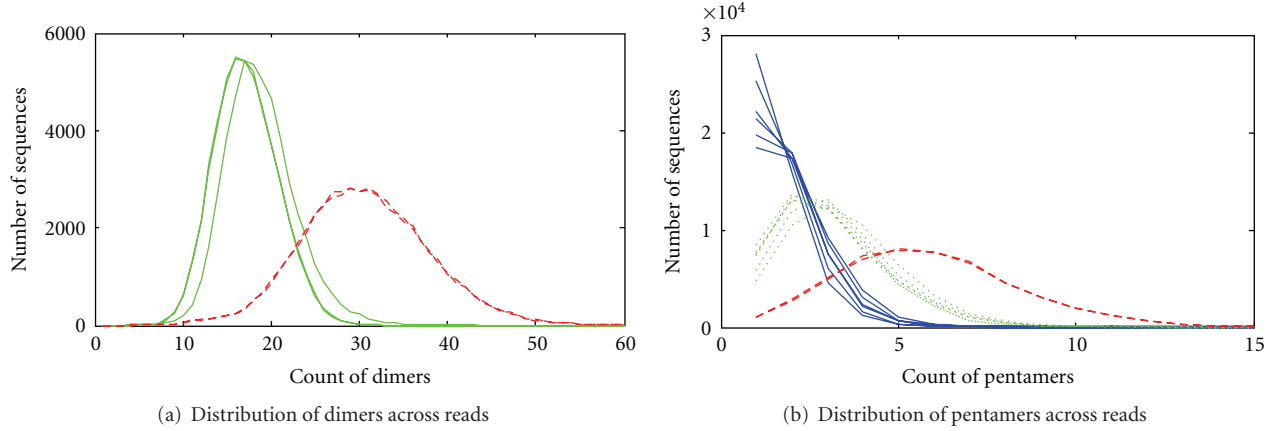 6000
4000
2000
0
Number of sequences
0 10 20 30 40 50 60
Count of dimers
(a) Distribution of dimers across reads
×10⁴
3
2
1
0
Number of sequences
0 5 10 15
Count of pentamers
(b) Distribution of pentamers across reads